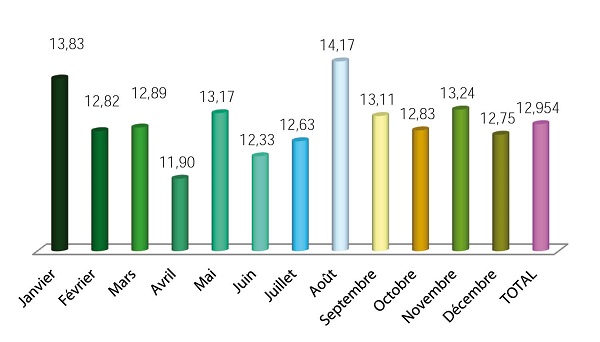 13,83
12,82
12,89
11,90
13,17
12,33
12,63
14,17
13,11
12,83
13,24
12,75
12,954
Janvier
Février
Mars
Avril
Mai
Juin
Juillet
Août
Septembre
Octobre
Novembre
Décembre
TOTAL